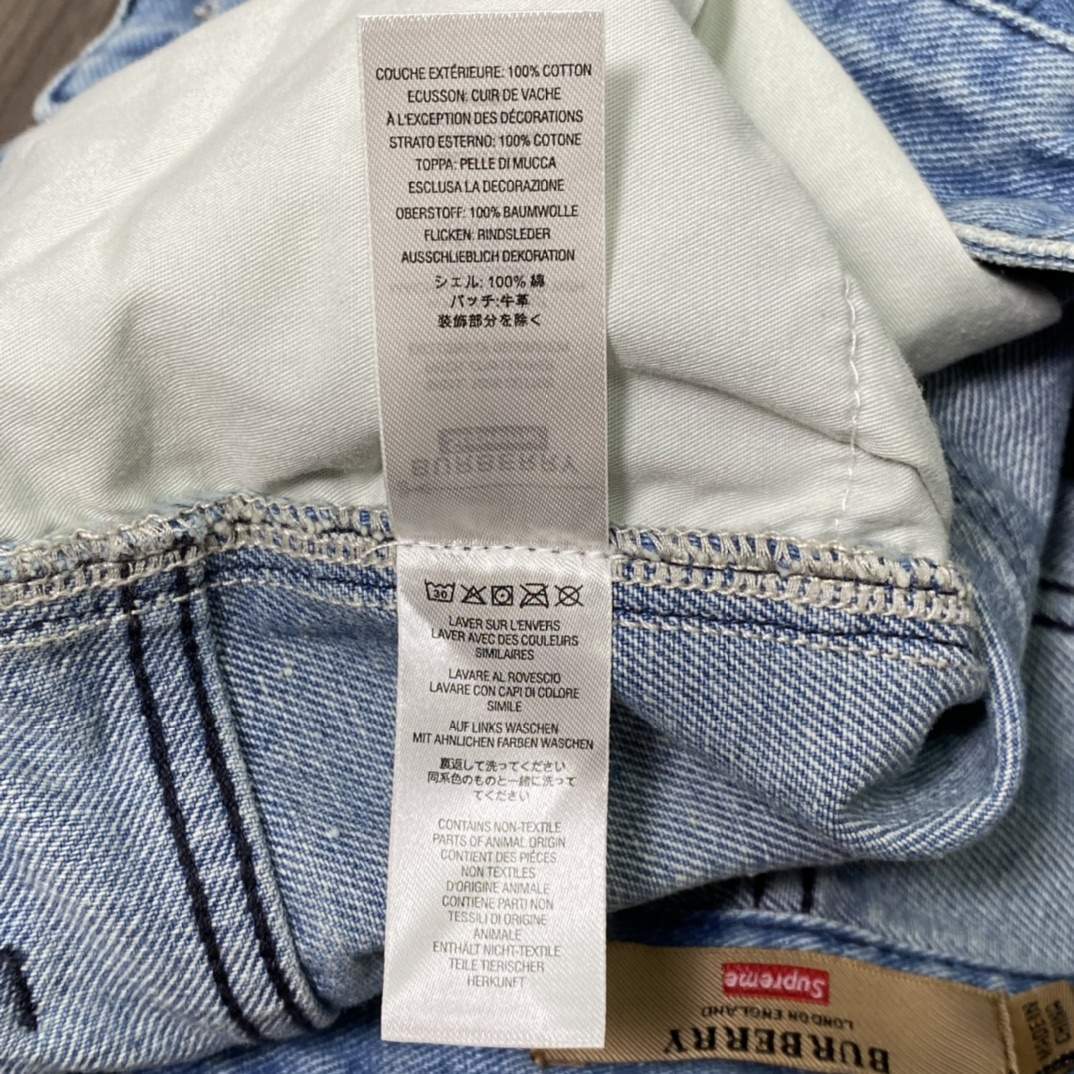 COUCHE EXTÉRIEURE: 100% COTTON
ECUSSON: CUIR DE VACHE
À L'EXCEPTION DES DÉCORATIONS
STRATO ESTERNO: 100% COTONE
TOPPA: PELLE DI MUCCA
ESCLUSA LA DECORAZIONE
OBERSTOFF: 100% BAUMWOLLE
FLICKEN: RINDSLEDER
AUSSCHLIEBLICH DEKORATION
シェル: 100% 綿
パッチ:牛革
装飾部分を除く
BURBERRY
30
LAVER SUR L'ENVERS
LAVER AVEC DES COULEURS
SIMILAIRES
LAVARE AL ROVESCIO
LAVARE CON CAPI DI COLORE
SIMILE
AUF LINKS WASCHEN
MIT AHNLICHEN FARBEN WASCHEN
裏返して洗ってください
同系色のものと一緒に洗って
てください
CONTAINS NON-TEXTILE
PARTS OF ANIMAL ORIGIN
CONTIENT DES PIÈCES
NON TEXTILES
D'ORIGINE ANIMALE
CONTIENE PARTI NON
TESSILI DI ORIGINE
ANIMALE
ENTHÄLT NICHT-TEXTILE
TEILE TIERISCHER
HERKUNFT
Supreme
LONDON ENGLAND
BURBERRY
MADE IN